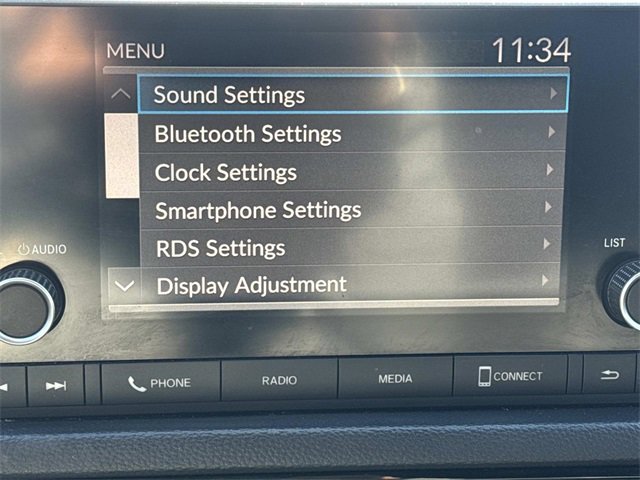 MENU 11:34
Sound Settings
Bluetooth Settings
Clock Settings
Smartphone Settings
RDS Settings
Display Adjustment
AUDIO
LIST
PHONE RADIO MEDIA CONNECT